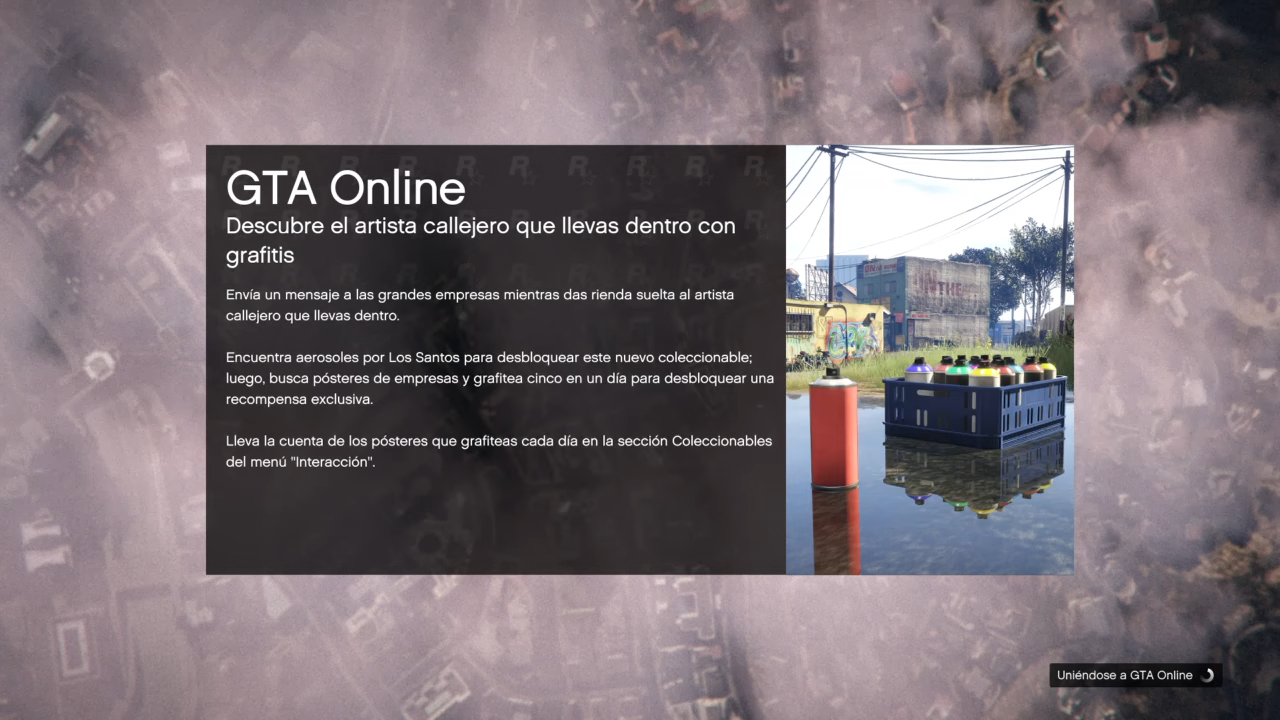 GTA Online
Descubre el artista callejero que llevas dentro con
grafitis
Envía un mensaje a las grandes empresas mientras das rienda suelta al artista
callejero que llevas dentro.
Encuentra aerosoles por Los Santos para desbloquear este nuevo coleccionable;
luego, busca pósteres de empresas y grafitea cinco en un día para desbloquear una
recompensa exclusiva.
Lleva la cuenta de los pósteres que grafiteas cada día en la sección Coleccionables
del menú "Interacción".
Uniéndose a GTA Online